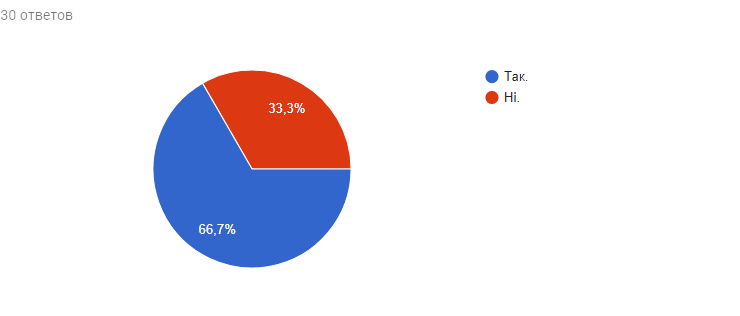 30 ответов
Так.
Ні.
33,3%
66,7%